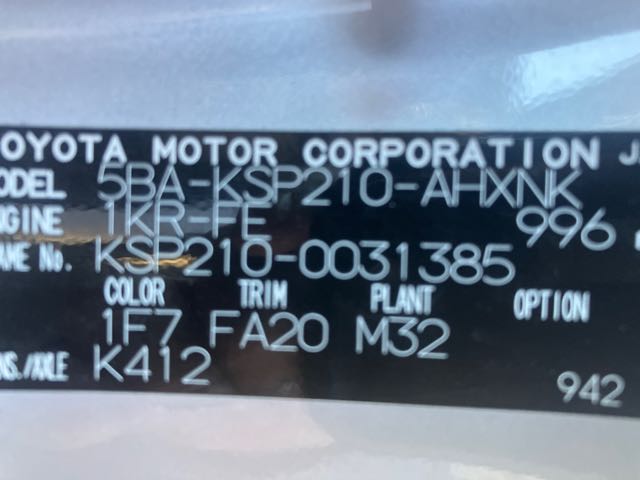 OYOTA MOTOR CORPORATION J
ODEL 5BA-KSP210-AHXNK
NGINE 1KR-FE 996
AME No. KSP210-0031385
COLOR TRIM PLANT OPTION
1F7 FA20 M32
NS./AXLE K412
942